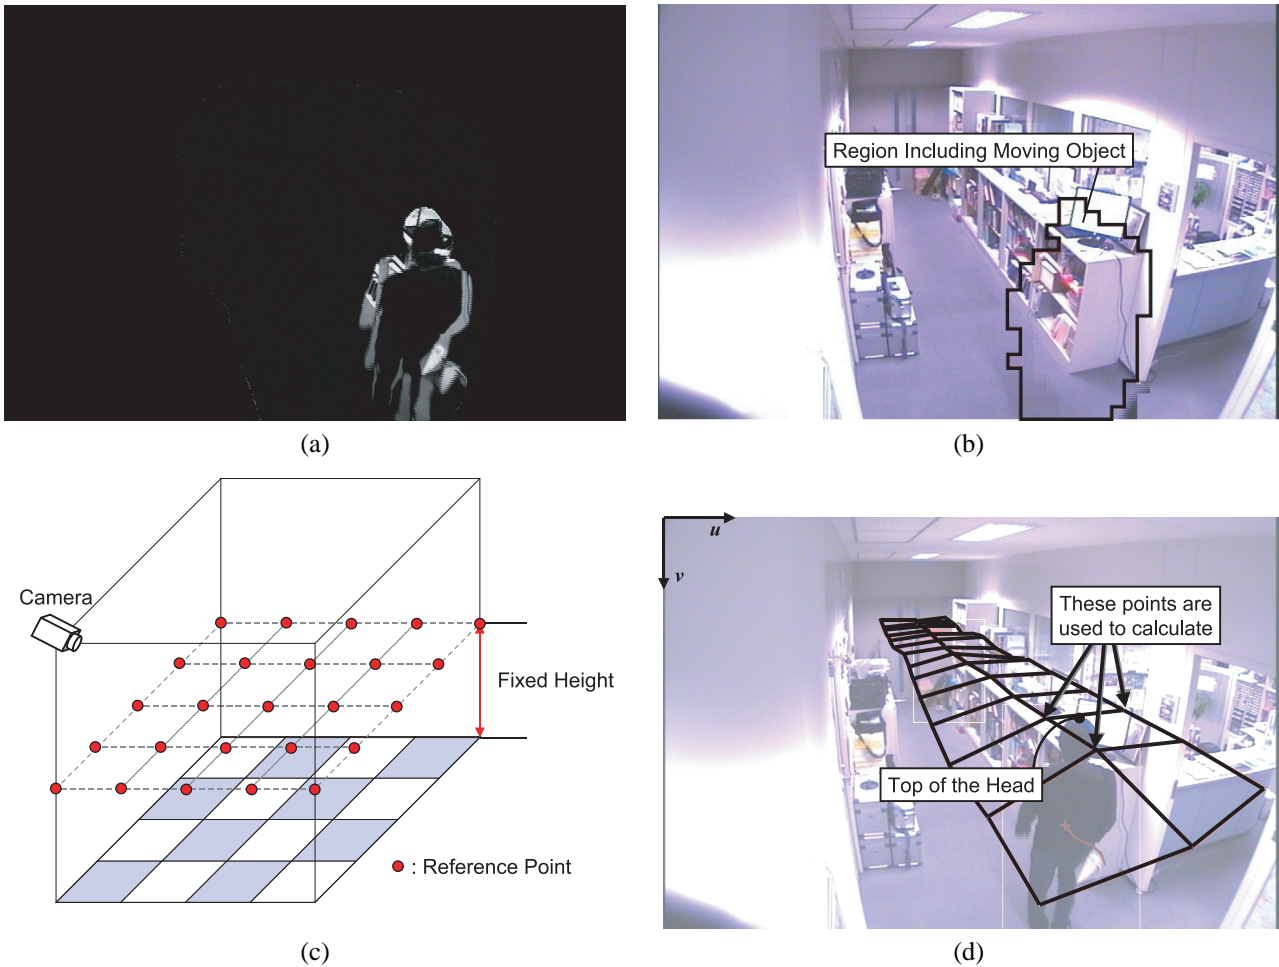 Region Including Moving Object
(a)
(b)
Camera
Fixed Height
: Reference Point
(c)
u
v
These points are
used to calculate
Top of the Head
(d)